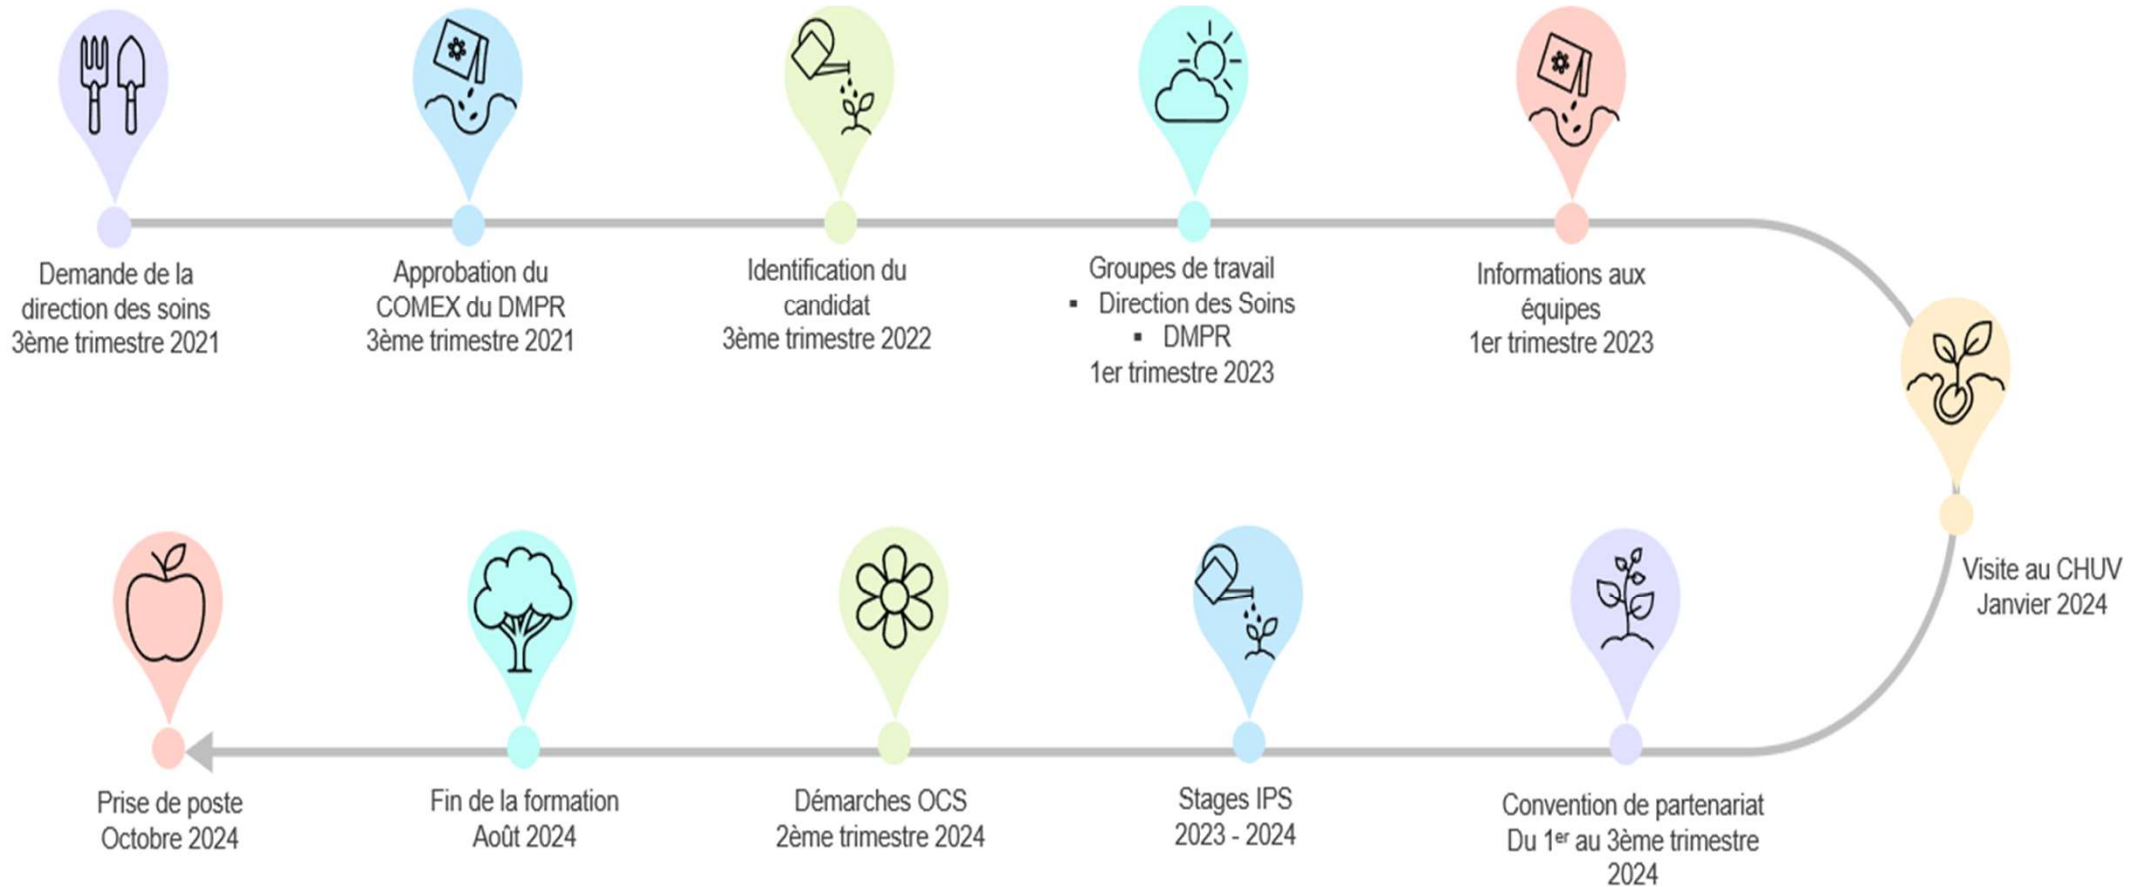 Demande de la
direction des soins
3ème trimestre 2021
Approbation du
COMEX du DMPR
3ème trimestre 2021
Identification du
candidat
3ème trimestre 2022
Groupes de travail
▪ Direction des Soins
▪ DMPR
1er trimestre 2023
Informations aux
équipes
1er trimestre 2023
Visite au CHUV
Janvier 2024
Convention de partenariat
Du 1er au 3ème trimestre
2024
Stages IPS
2023 - 2024
Démarches OCS
2ème trimestre 2024
Fin de la formation
Août 2024
Prise de poste
Octobre 2024